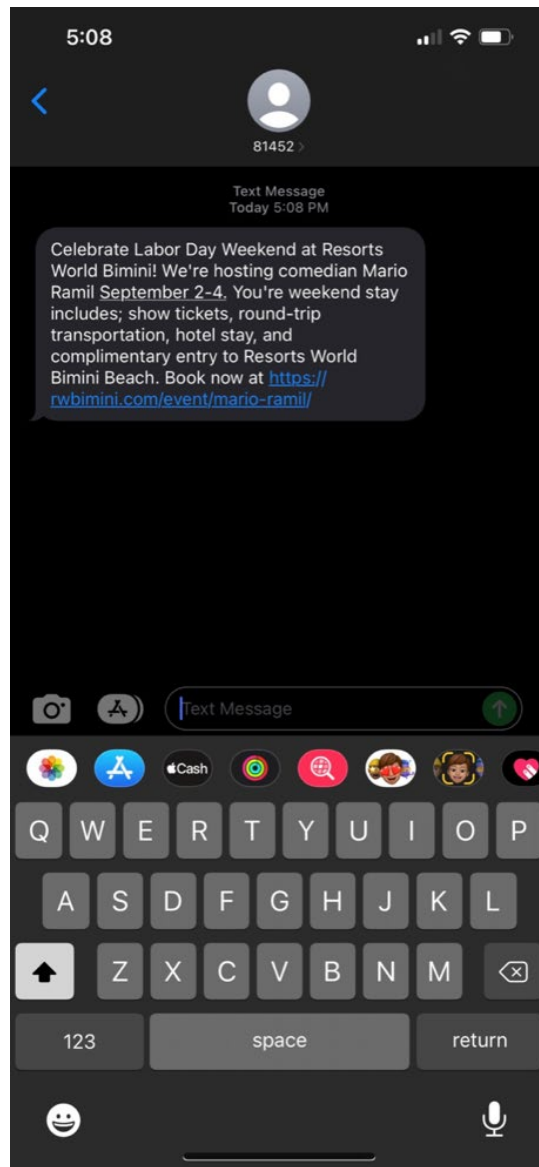 5:08
81452 >
Text Message
Today 5:08 PM
Celebrate Labor Day Weekend at Resorts
World Bimini! We're hosting comedian Mario
Ramil September 2-4. You're weekend stay
includes; show tickets, round-trip
transportation, hotel stay, and
complimentary entry to Resorts World
Bimini Beach. Book now at https://
rwbimini.com/event/mario-ramil/
Text Message
Cash
Q W E R T Y U I O P
A S D F G H J K L
Z X C V B N M
123 space return